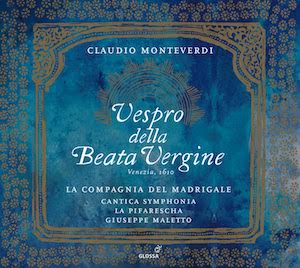 CLAUDIO MONTEVERDI
Vespro
della
Beata Vergine
Venezia, 1610
LA COMPAGNIA DEL MADRIGALE
CANTICA SYMPHONIA
LA PIFARESCHA
GIUSEPPE MALETTO
GLOSSA